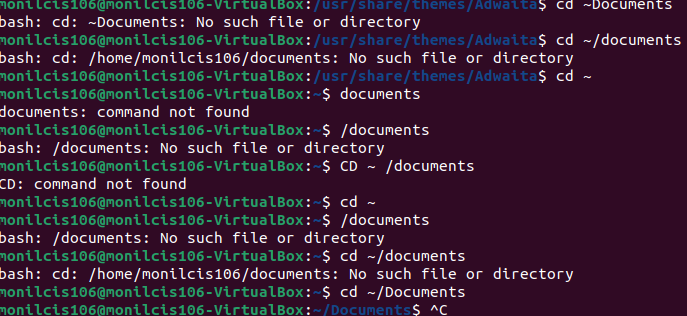 monilcis106@monilcis106-VirtualBox:/usr/share/themes/Adwaita$ cd ~Documents
bash: cd: ~Documents: No such file or directory
monilcis106@monilcis106-VirtualBox:/usr/share/themes/Adwaita$ cd ~/documents
bash: cd: /home/monilcis106/documents: No such file or directory
monilcis106@monilcis106-VirtualBox:/usr/share/themes/Adwaita$ cd ~
monilcis106@monilcis106-VirtualBox:~$ documents
documents: command not found
monilcis106@monilcis106-VirtualBox:~$ /documents
bash: /documents: No such file or directory
monilcis106@monilcis106-VirtualBox:~$ CD ~ /documents
CD: command not found
monilcis106@monilcis106-VirtualBox:~$ cd ~
monilcis106@monilcis106-VirtualBox:~$ /documents
bash: /documents: No such file or directory
monilcis106@monilcis106-VirtualBox:~$ cd ~/documents
bash: cd: /home/monilcis106/documents: No such file or directory
monilcis106@monilcis106-VirtualBox:~$ cd ~/Documents
monilcis106@monilcis106-VirtualBox:~/Documents$ ^C